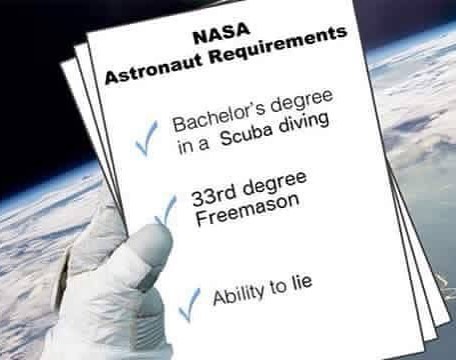 NASA
Astronaut Requirements
Bachelor's degree
in a Scuba diving
33rd degree
Freemason
Ability to lie